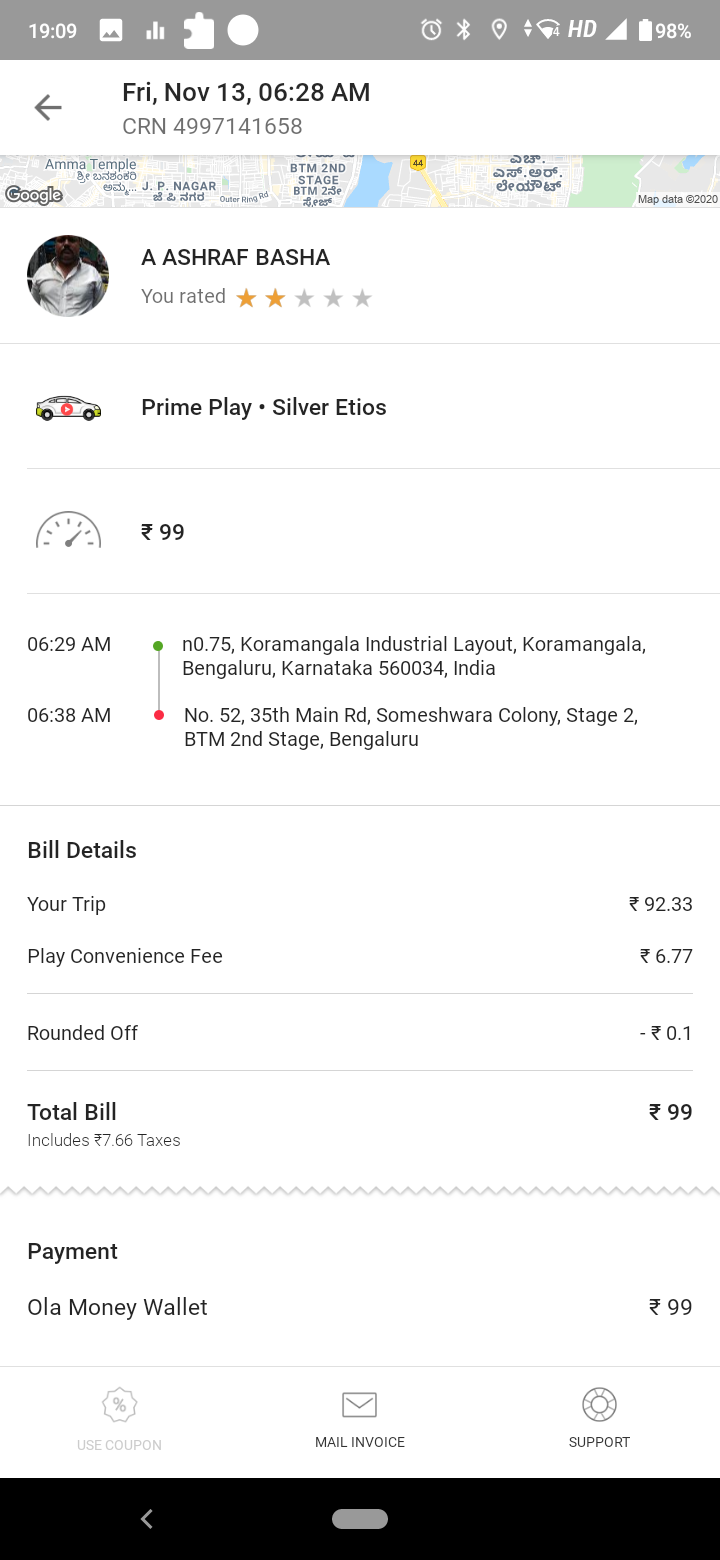 19:09 HD 98%
Fri, Nov 13, 06:28 AM
CRN 4997141658
Amma Temple
ಶ್ರೀ ಬನಶಂಕರಿ
ಅಮ್ಮ...
J. P. NAGAR
ಜೆ ಪಿ ನಗರ
Outer Ring Rd
BTM 2ND
STAGE
BTM 2ನೇ
ಸ್ಟೇಜ್
44
ಎಚ್.
ಎಸ್.ಆರ್.
ಲೇಯೌಟ್
Google
Map data ©2020
A ASHRAF BASHA
You rated
Prime Play • Silver Etios
₹ 99
06:29 AM n0.75, Koramangala Industrial Layout, Koramangala,
Bengaluru, Karnataka 560034, India
06:38 AM No. 52, 35th Main Rd, Someshwara Colony, Stage 2,
BTM 2nd Stage, Bengaluru
Bill Details
Your Trip ₹ 92.33
Play Convenience Fee ₹ 6.77
Rounded Off - ₹ 0.1
Total Bill ₹ 99
Includes ₹7.66 Taxes
Payment
Ola Money Wallet ₹ 99
% USE COUPON MAIL INVOICE SUPPORT